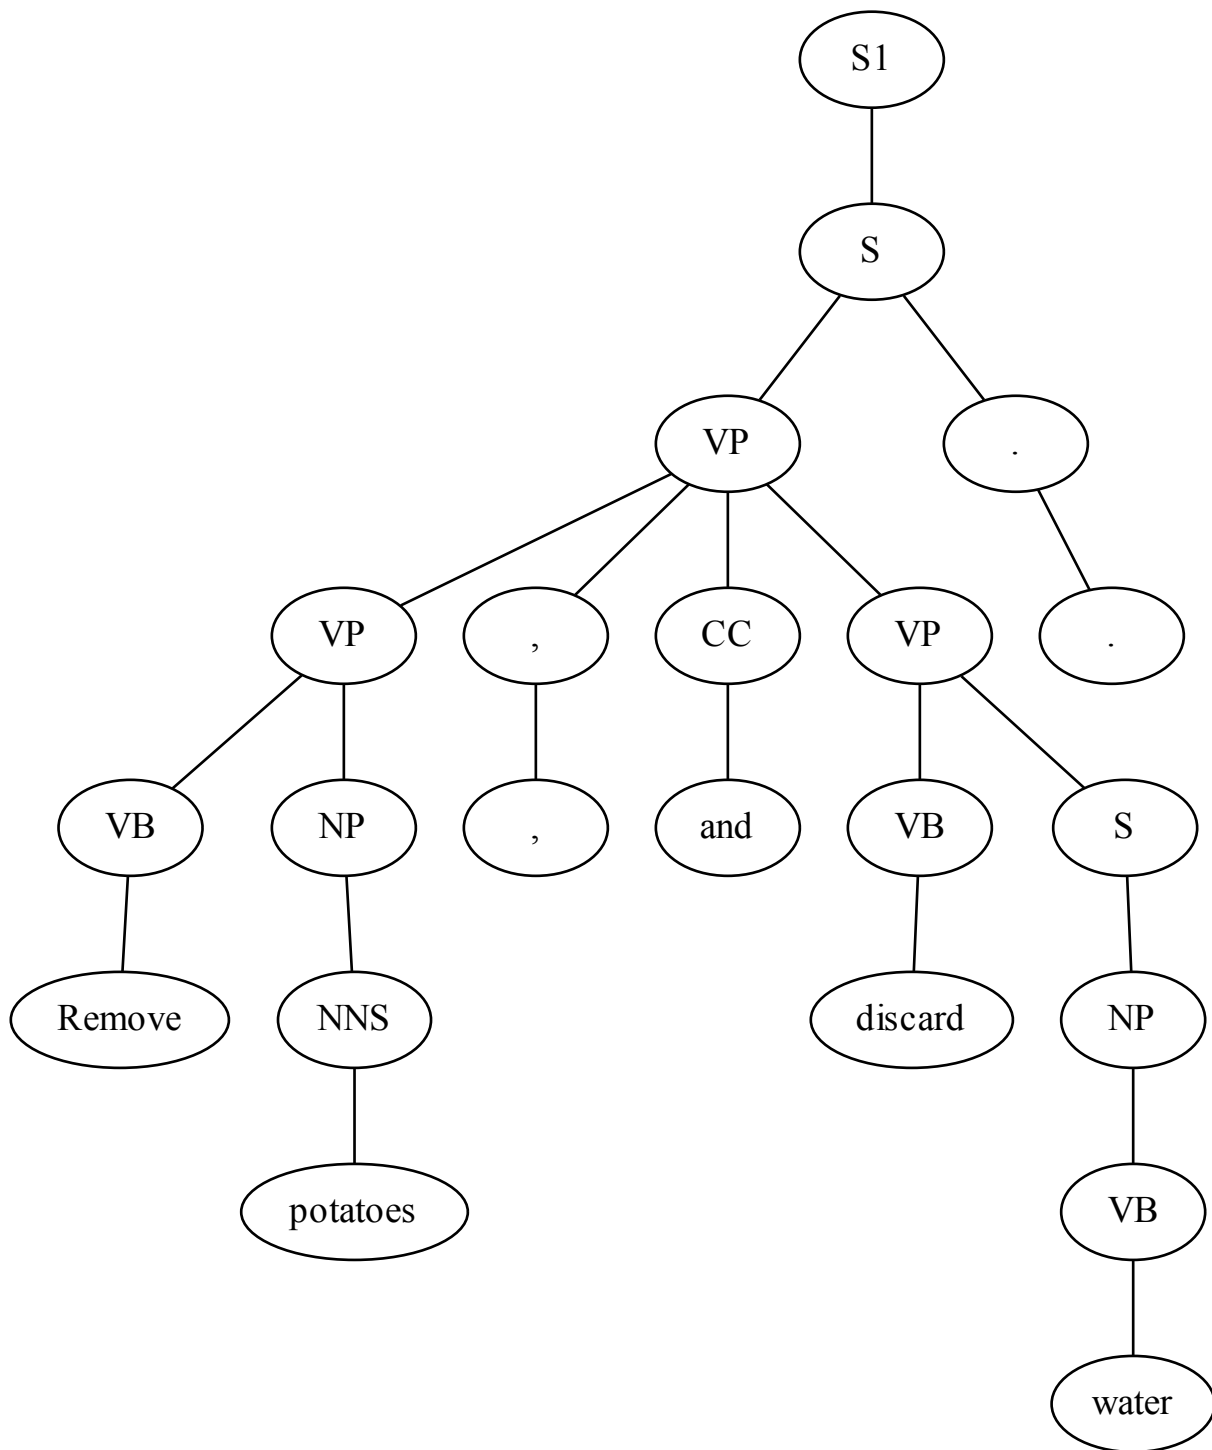 S1
S
VP .
VP , CC VP .
VB NP , and VB S
Remove NNS discard NP
potatoes VB
water